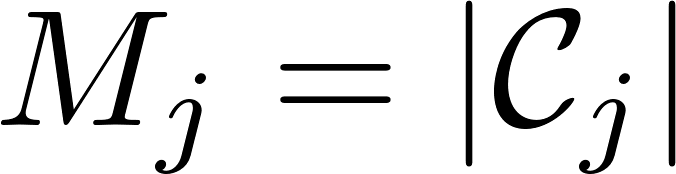 $M_j = |\mathcal{C}_j|$